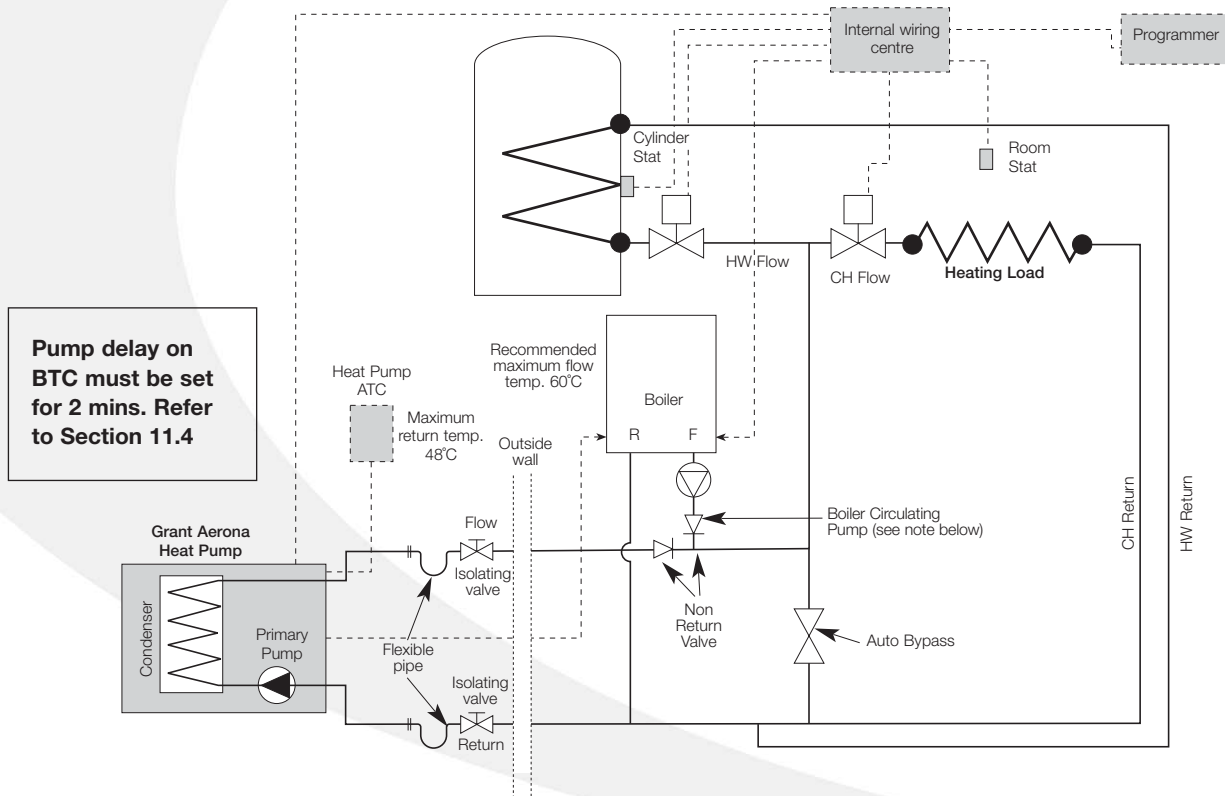 Internal wiring
centre
Programmer
Cylinder
Stat
Room
Stat
HW Flow
CH Flow
Heating Load
Pump delay on
BTC must be set
for 2 mins. Refer
to Section 11.4
Heat Pump
ATC
Maximum
return temp.
48˚C
Recommended
maximum flow
temp. 60˚C
Boiler
R
F
Outside
wall
Boiler Circulating
Pump (see note below)
CH Return
HW Return
Grant Aerona
Heat Pump
Flow
Isolating
valve
Non
Return
Valve
Auto Bypass
Condenser
Primary
Pump
Flexible
pipe
Isolating
valve
Return